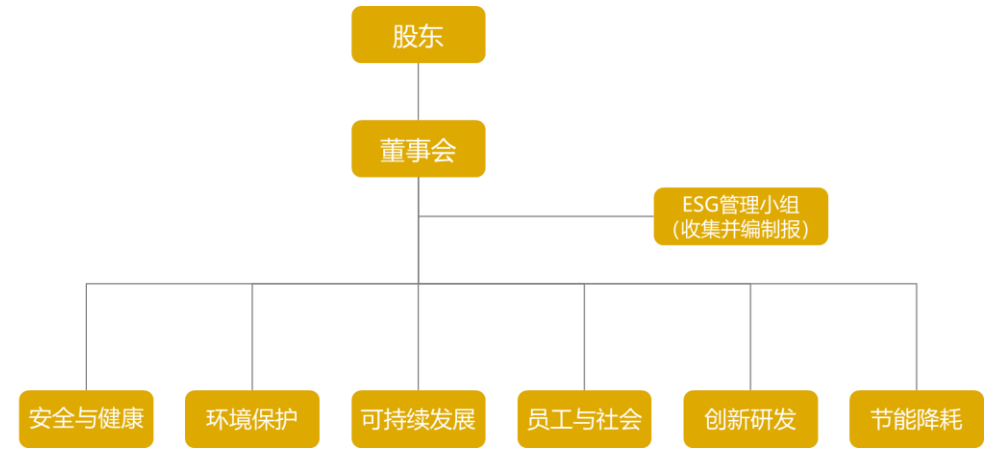 股东
董事会
ESG管理小组
（收集并编制报）
安全与健康
环境保护
可持续发展
员工与社会
创新研发
节能降耗